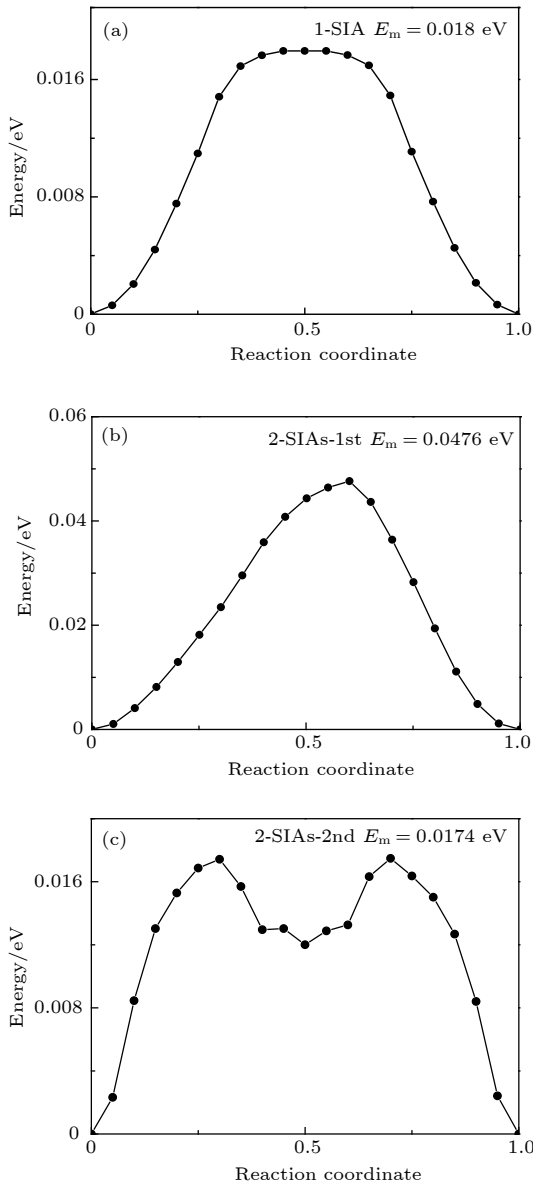 (a)
1-SIA Em = 0.018 eV
0.016
0.008
0
Energy/eV
0
0.5
1.0
Reaction coordinate
(b)
2-SIAs-1st Em = 0.0476 eV
0.06
0.04
0.02
0
Energy/eV
0
0.5
1.0
Reaction coordinate
(c)
2-SIAs-2nd Em = 0.0174 eV
0.016
0.008
0
Energy/eV
0
0.5
1.0
Reaction coordinate